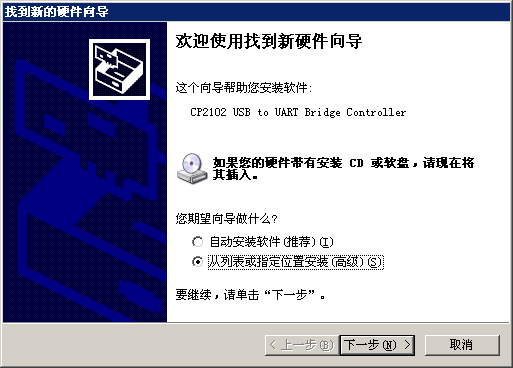 找到新的硬件向导
欢迎使用找到新硬件向导
这个向导帮助您安装软件:
CP2102 USB to UART Bridge Controller
如果您的硬件带有安装 CD 或软盘，请现在将
其插入。
您期望向导做什么?
自动安装软件(推荐)(I)
从列表或指定位置安装(高级)(S)
要继续，请单击“下一步”。
< 上一步(B) 下一步(N) > 取消